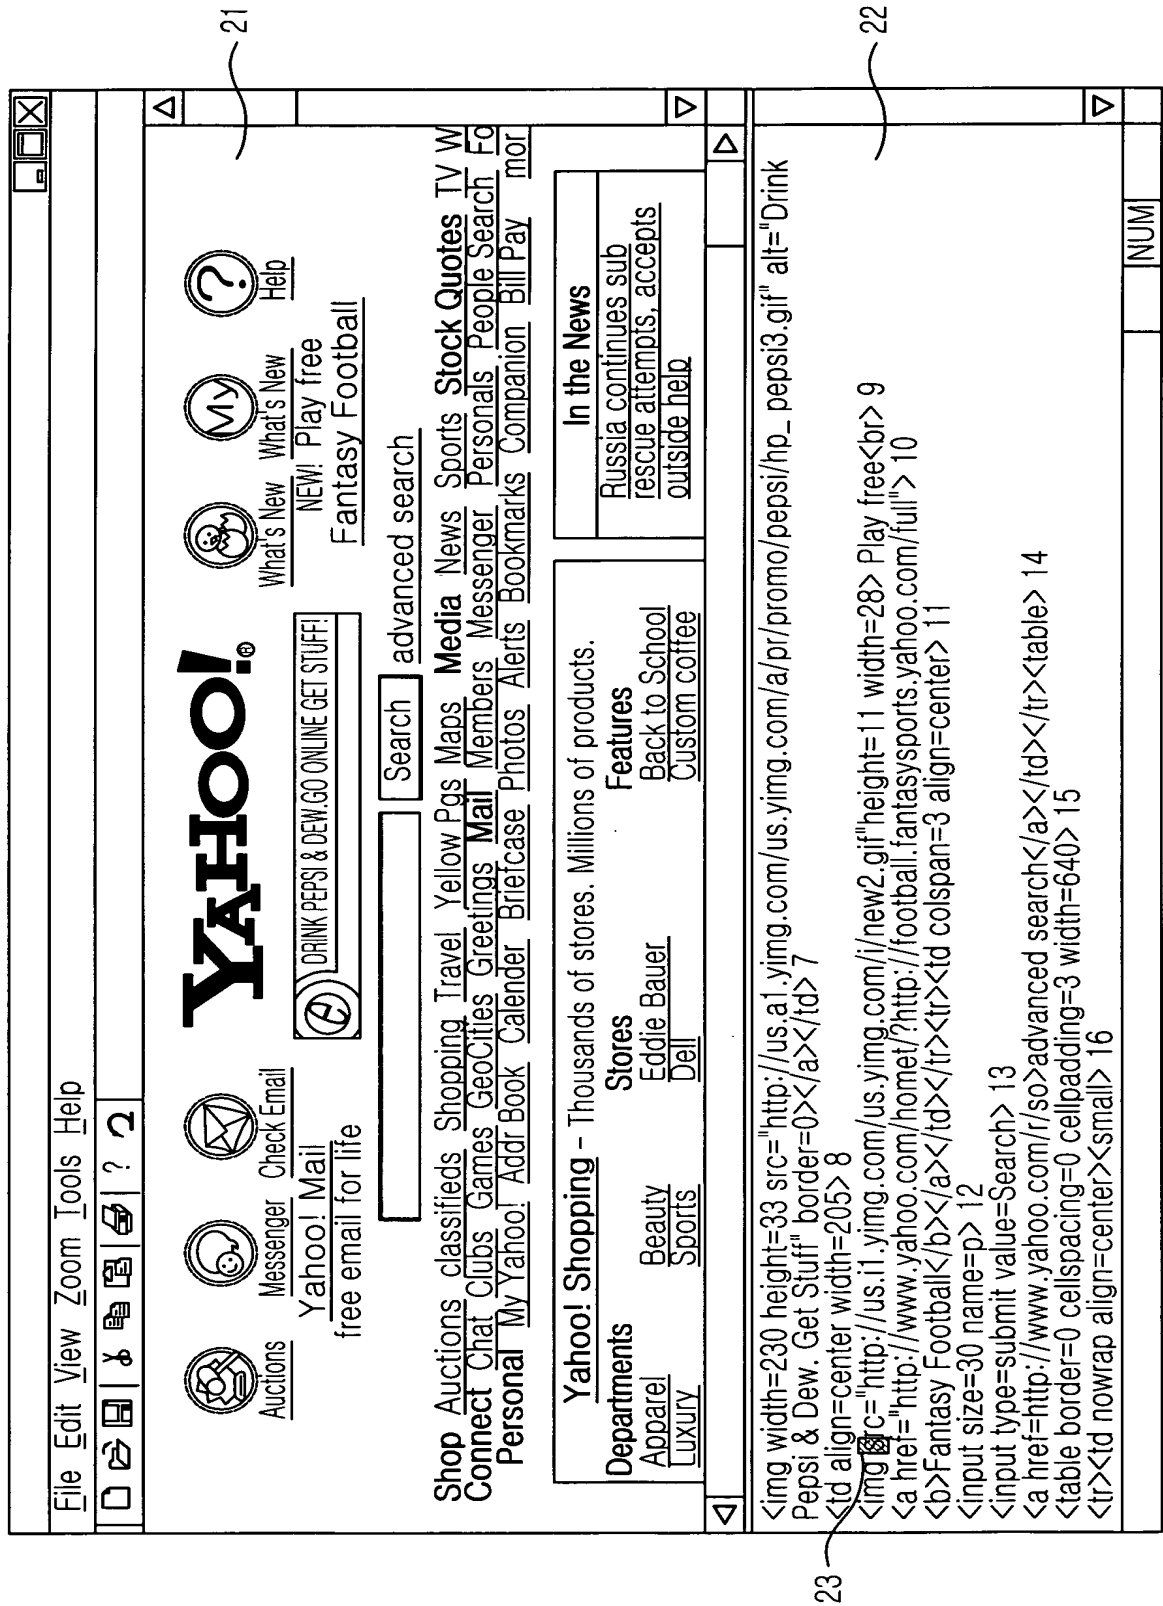 File Edit View Zoom Tools Help
?
Auctions Messenger Check Email
Yahoo! Mail
free email for life
YAHOO!®
DRINK PEPSI & DEW.GO ONLINE GET STUFF!
My ?
What's New What's New Help
NEW! Play free
Fantasy Football
Search advanced search
Shop Auctions classifieds Shopping Travel Yellow Pgs Maps Media News Sports Stock Quotes TV W
Connect Chat Clubs Games GeoCities Greetings Mail Members Messenger Personals People Search Fo
Personal My Yahoo! Addr Book Calender Briefcase Photos Alerts Bookmarks Companion Bill Pay mor
Yahoo! Shopping – Thousands of stores. Millions of products.
Departments Stores Features
Apparel Beauty Eddie Bauer Back to School
Luxury Sports Dell Custom coffee
In the News
Russia continues sub
rescue attempts, accepts
outside help
21
<img width=230 height=33 src="http://us.a1.yimg.com/us.yimg.com/a/pr/promo/pepsi/hp_pepsi3.gif" alt="Drink
Pepsi & Dew. Get Stuff" border=0></a></td> 7
<td align=center width=205> 8
<img src="http://us.i1.yimg.com/us.yimg.com/i/new2.gif"height=11 width=28> Play free<br> 9
<a href="http://www.yahoo.com/homet/?http://football.fantasysports.yahoo.com/full"> 10
<b>Fantasy Football</b></a></td></tr><tr><td colspan=3 align=center> 11
<input size=30 name=p> 12
<input type=submit value=Search> 13
<a href=http://www.yahoo.com/r/so>advanced search</a></td></tr><table> 14
<table border=0 cellspacing=0 cellpadding=3 width=640> 15
<tr><td nowrap align=center><small> 16
22
23
NUM